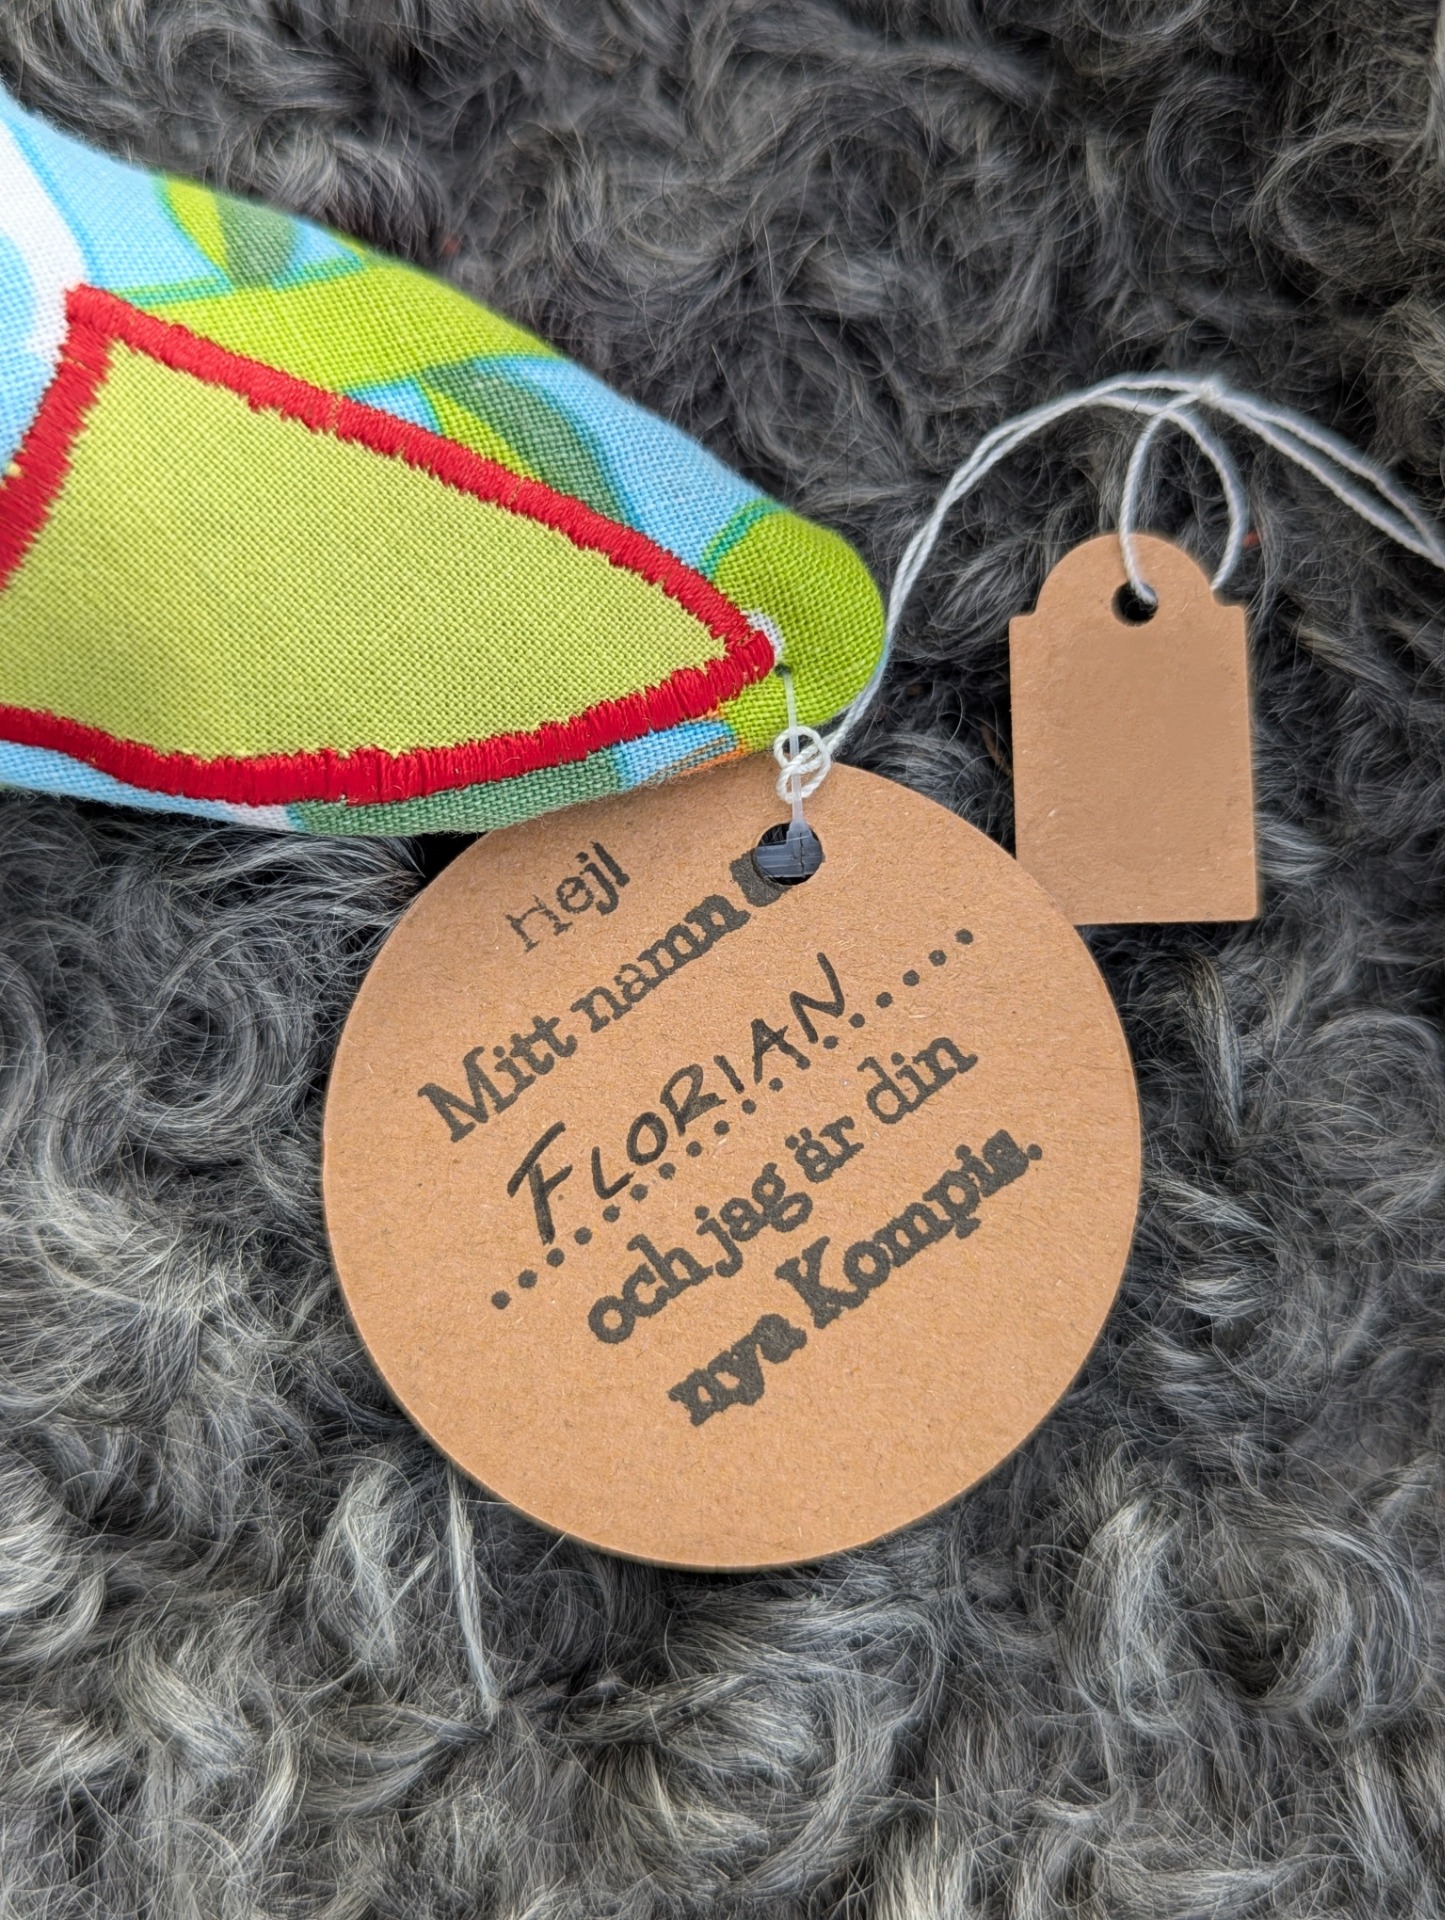 Hej!
Mitt namn
FLORIAN
och jag är din
nya Kompis.